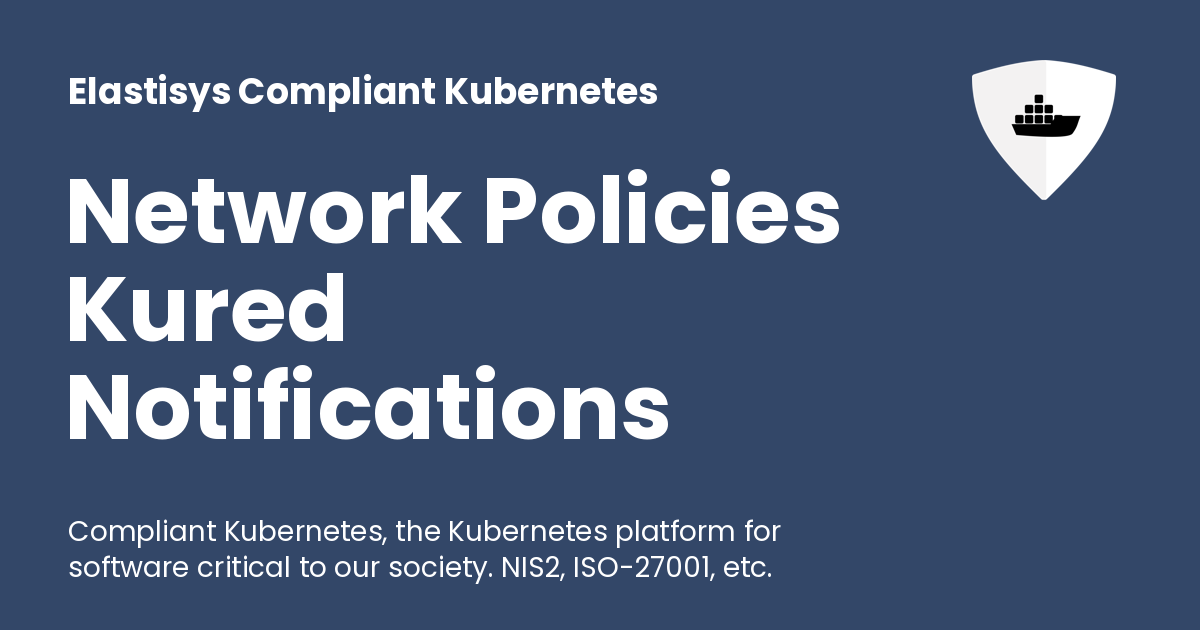 Elastisys Compliant Kubernetes
Network Policies
Kured
Notifications
Compliant Kubernetes, the Kubernetes platform for
software critical to our society. NIS2, ISO-27001, etc.